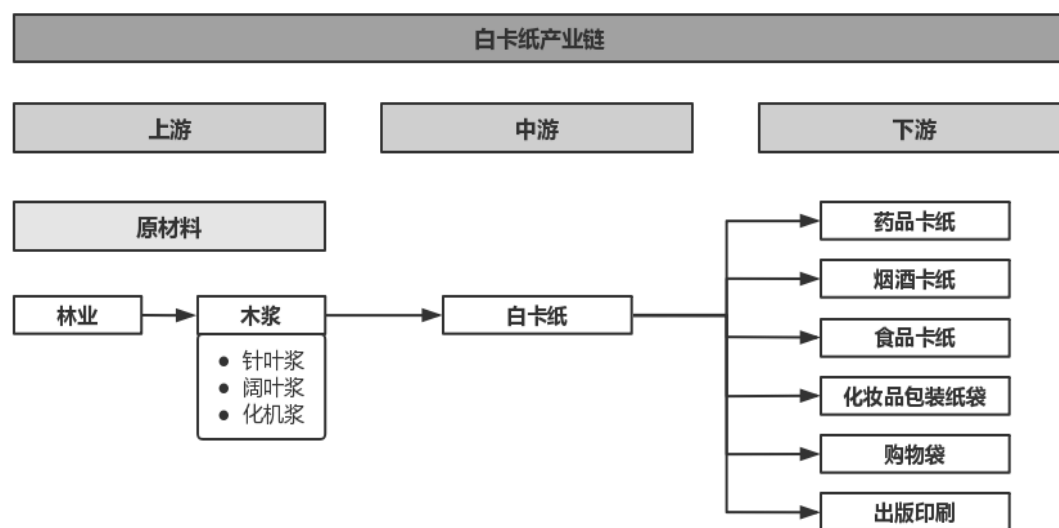 白卡纸产业链
上游
中游
下游
原材料
林业
木浆
针叶浆
阔叶浆
化机浆
白卡纸
药品卡纸
烟酒卡纸
食品卡纸
化妆品包装纸袋
购物袋
出版印刷